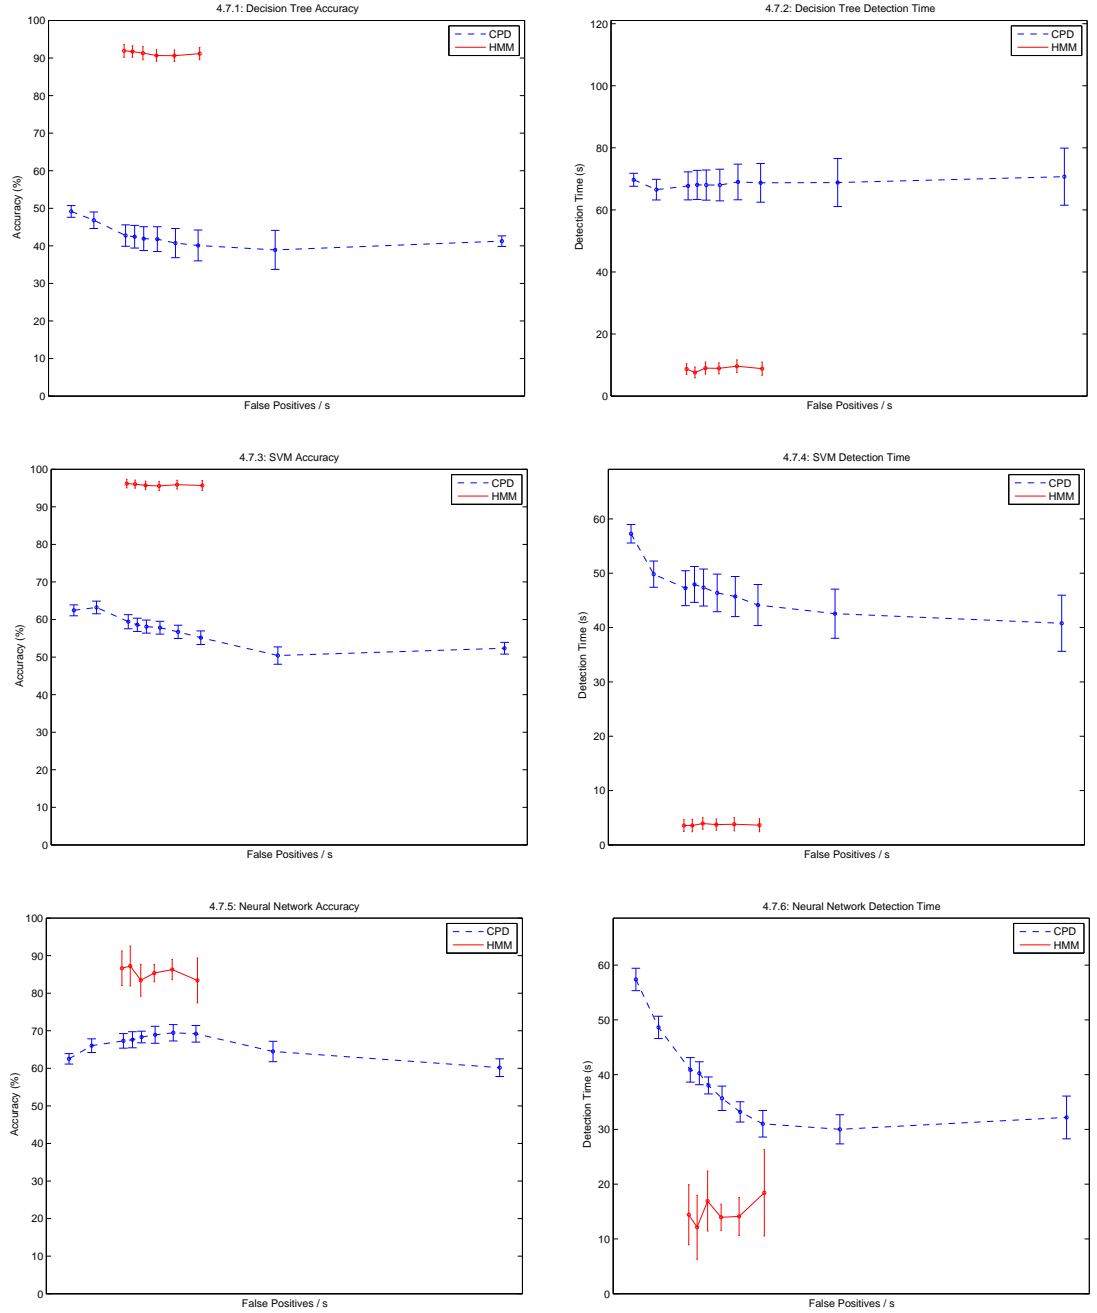 4.7.1: Decision Tree Accuracy
100
90
80
70
60
50
40
30
20
10
0
Accuracy (%)
False Positives / s
CPD
HMM
4.7.2: Decision Tree Detection Time
120
100
80
60
40
20
0
Detection Time (s)
False Positives / s
CPD
HMM
4.7.3: SVM Accuracy
100
90
80
70
60
50
40
30
20
10
0
Accuracy (%)
False Positives / s
CPD
HMM
4.7.4: SVM Detection Time
60
50
40
30
20
10
0
Detection Time (s)
False Positives / s
CPD
HMM
4.7.5: Neural Network Accuracy
100
90
80
70
60
50
40
30
20
10
0
Accuracy (%)
False Positives / s
CPD
HMM
4.7.6: Neural Network Detection Time
60
50
40
30
20
10
0
Detection Time (s)
False Positives / s
CPD
HMM